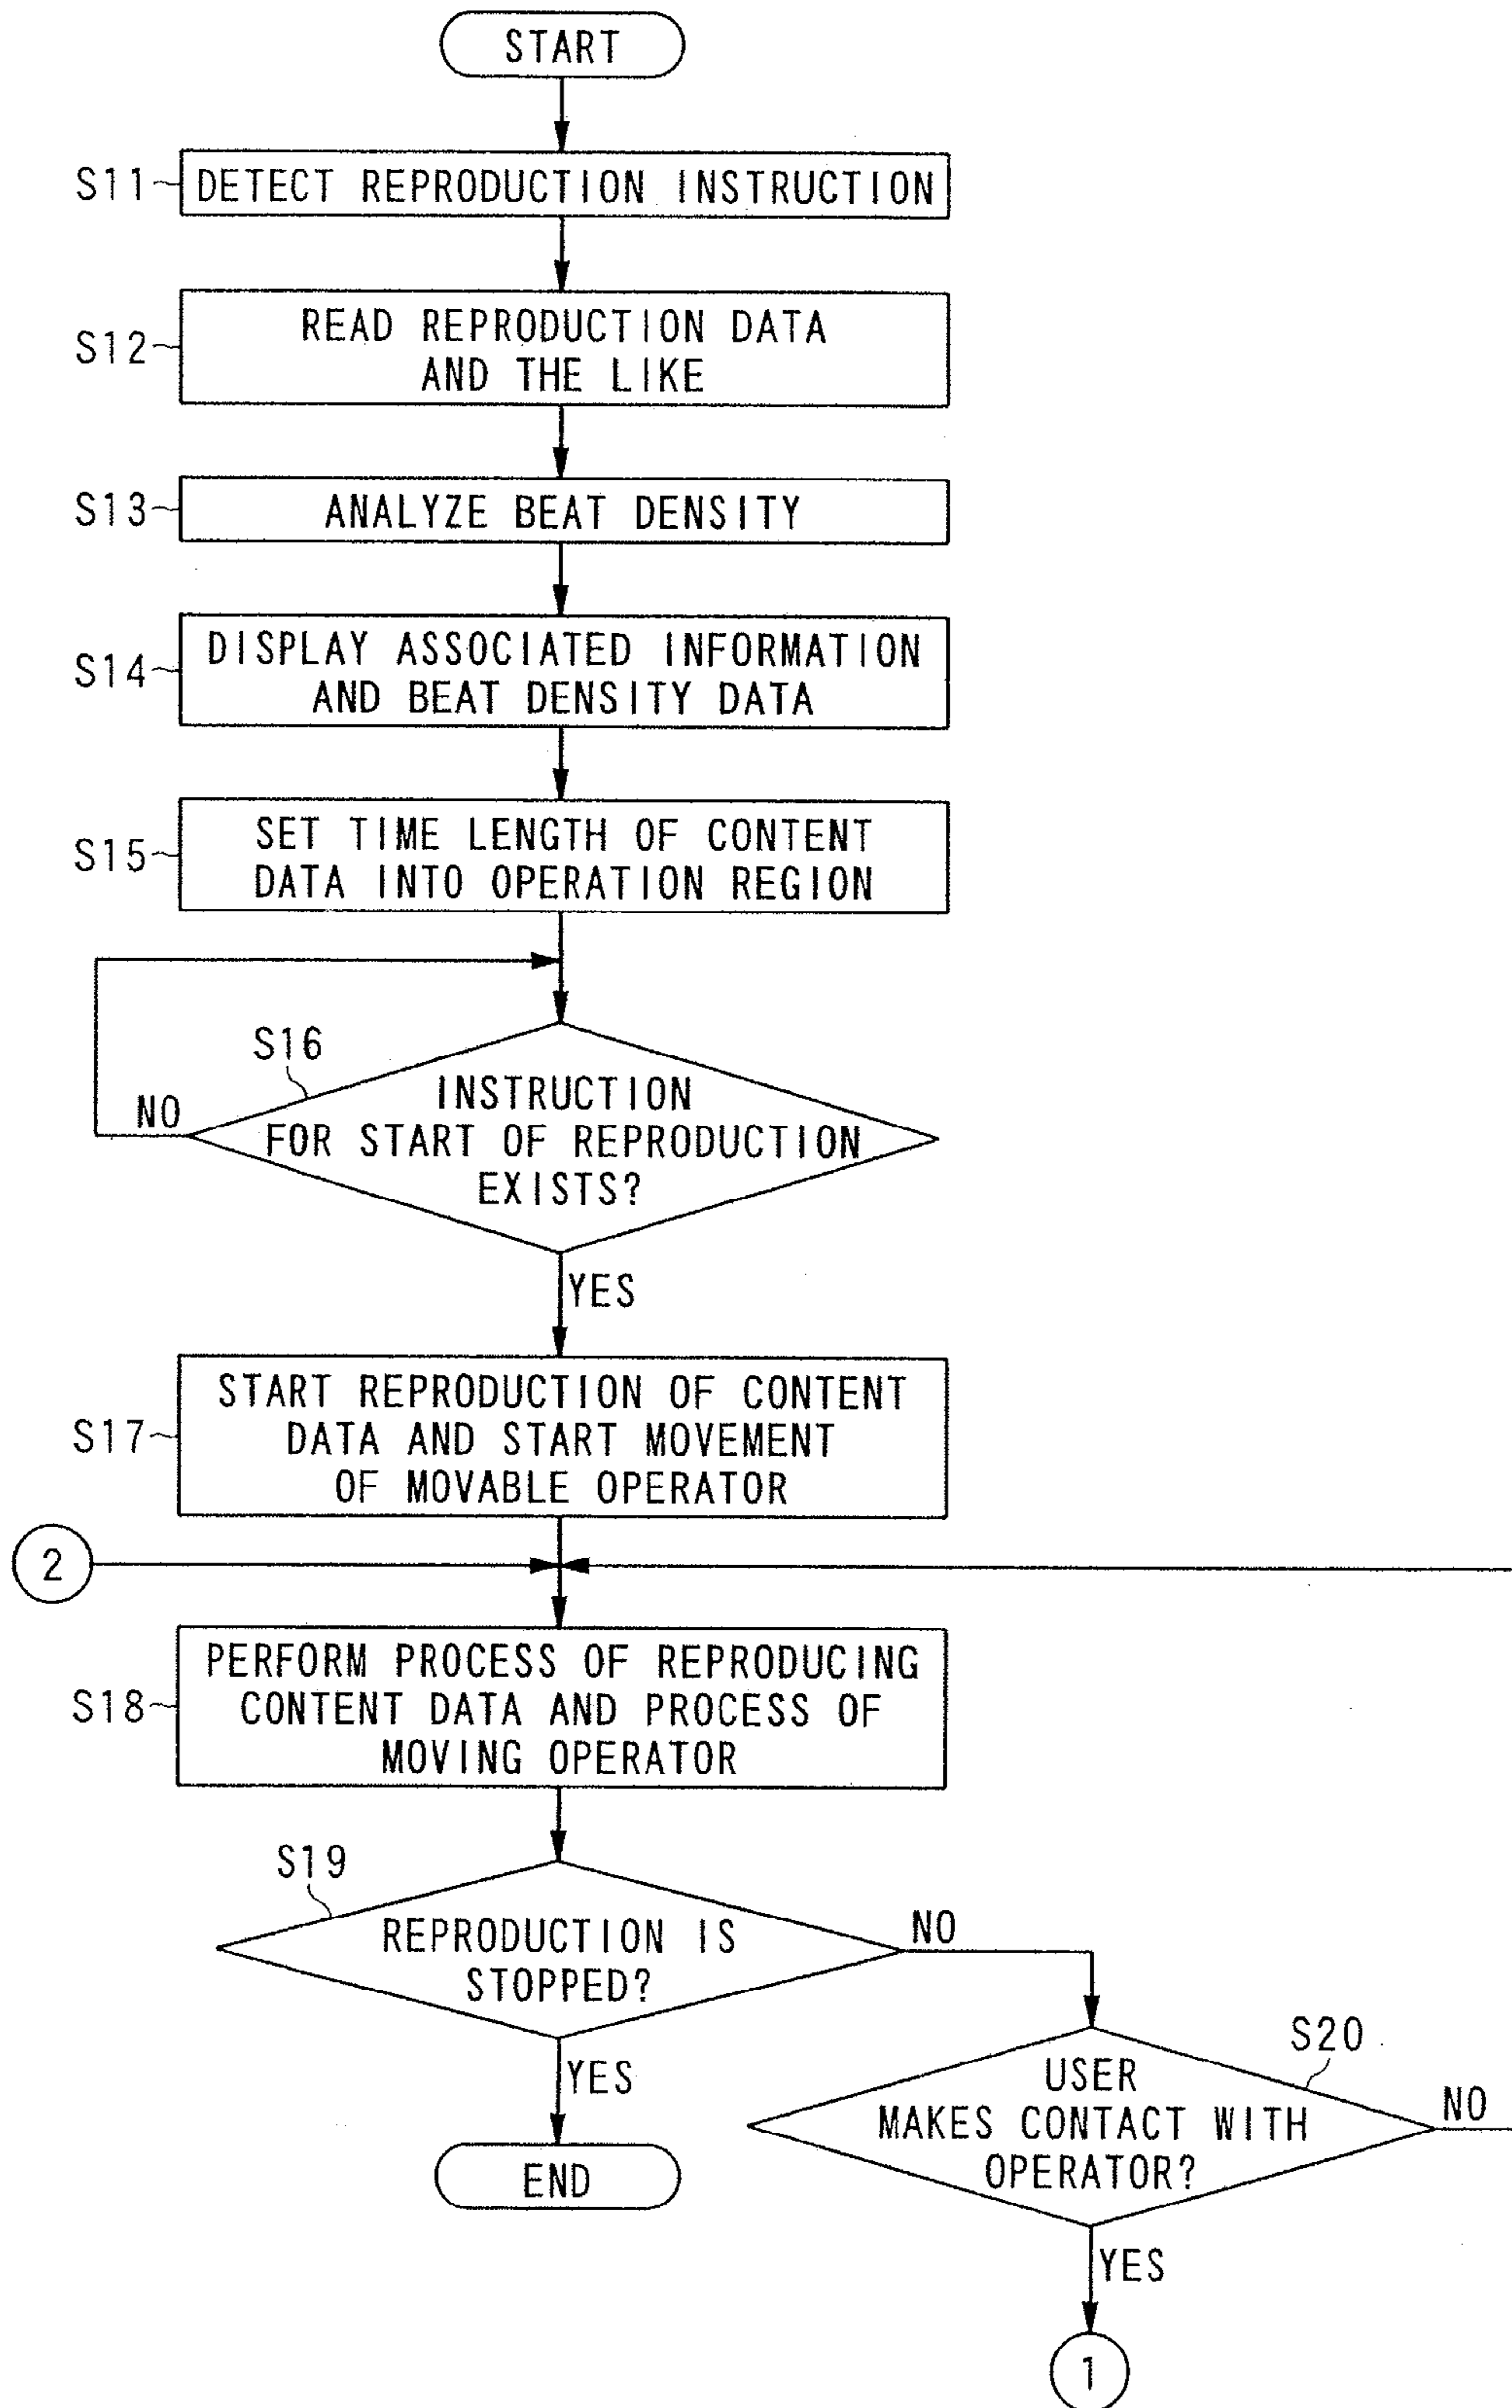 START
S11
DETECT REPRODUCTION INSTRUCTION
S12
READ REPRODUCTION DATA
AND THE LIKE
S13
ANALYZE BEAT DENSITY
S14
DISPLAY ASSOCIATED INFORMATION
AND BEAT DENSITY DATA
S15
SET TIME LENGTH OF CONTENT
DATA INTO OPERATION REGION
S16
INSTRUCTION
FOR START OF REPRODUCTION
EXISTS?
NO
YES
S17
START REPRODUCTION OF CONTENT
DATA AND START MOVEMENT
OF MOVABLE OPERATOR
2
S18
PERFORM PROCESS OF REPRODUCING
CONTENT DATA AND PROCESS OF
MOVING OPERATOR
S19
REPRODUCTION IS
STOPPED?
NO
YES
END
S20
USER
MAKES CONTACT WITH
OPERATOR?
NO
YES
1